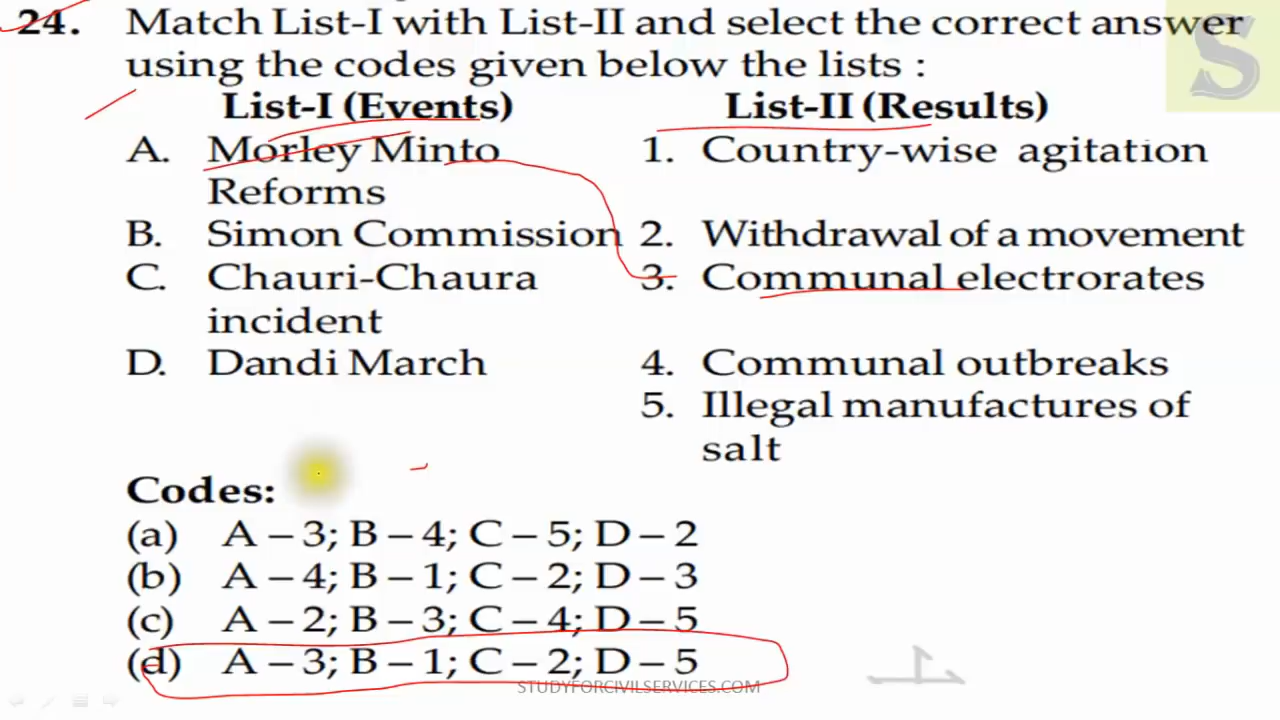 24. Match List-I with List-II and select the correct answer
using the codes given below the lists :
List-I (Events) List-II (Results)
A. Morley Minto 1. Country-wise agitation
Reforms
B. Simon Commission 2. Withdrawal of a movement
C. Chauri-Chaura 3. Communal electrorates
incident
D. Dandi March 4. Communal outbreaks
5. Illegal manufactures of
salt
Codes:
(a) A – 3; B – 4; C – 5; D – 2
(b) A – 4; B – 1; C – 2; D – 3
(c) A – 2; B – 3; C – 4; D – 5
(d) A – 3; B – 1; C – 2; D – 5
STUDYFORCIVILSERVICES.COM
S